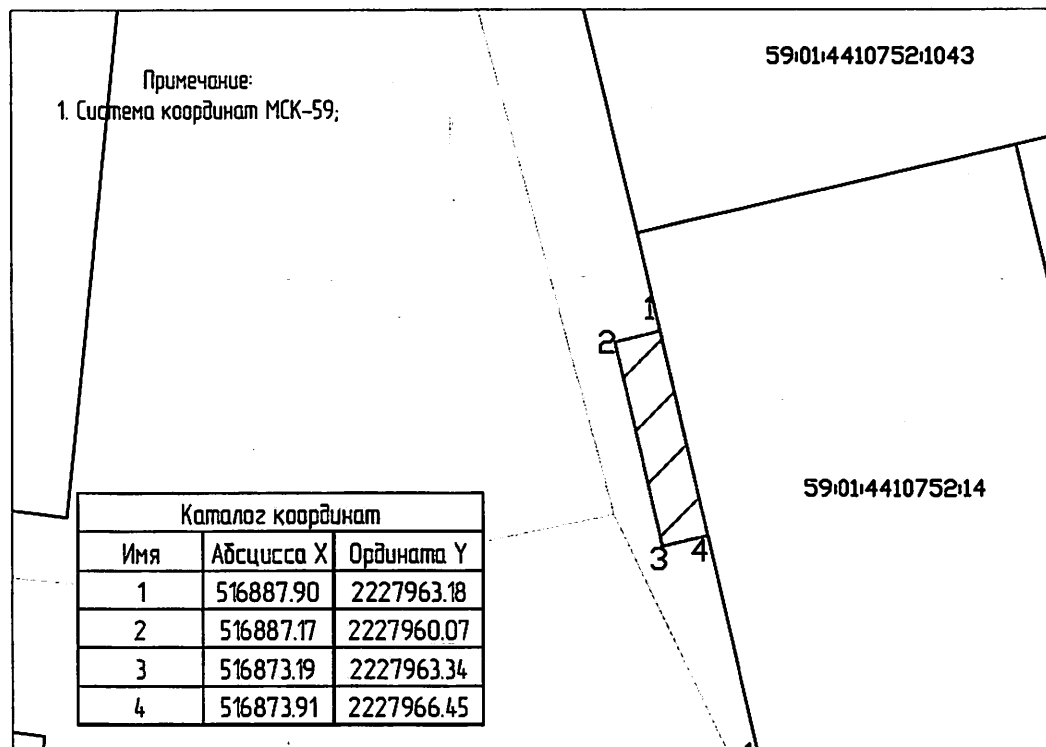 59:01:4410752:1043
Примечание:
1. Система координат МСК-59;
1
2
59:01:4410752:14
3 4
Каталог координат
Имя Абсцисса X Ордината Y
1 516887.90 2227963.18
2 516887.17 2227960.07
3 516873.19 2227963.34
4 516873.91 2227966.45